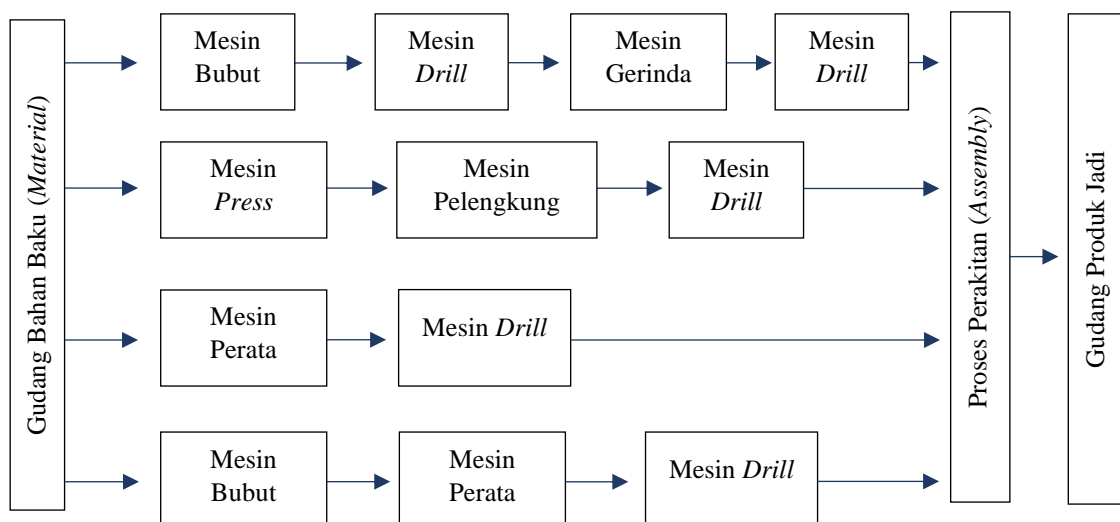 Gudang Bahan Baku (Material)
Mesin
Bubut
Mesin
Drill
Mesin
Gerinda
Mesin
Drill
Mesin
Press
Mesin
Pelengkung
Mesin
Drill
Mesin
Perata
Mesin Drill
Mesin
Bubut
Mesin
Perata
Mesin Drill
Proses Perakitan (Assembly)
Gudang Produk Jadi